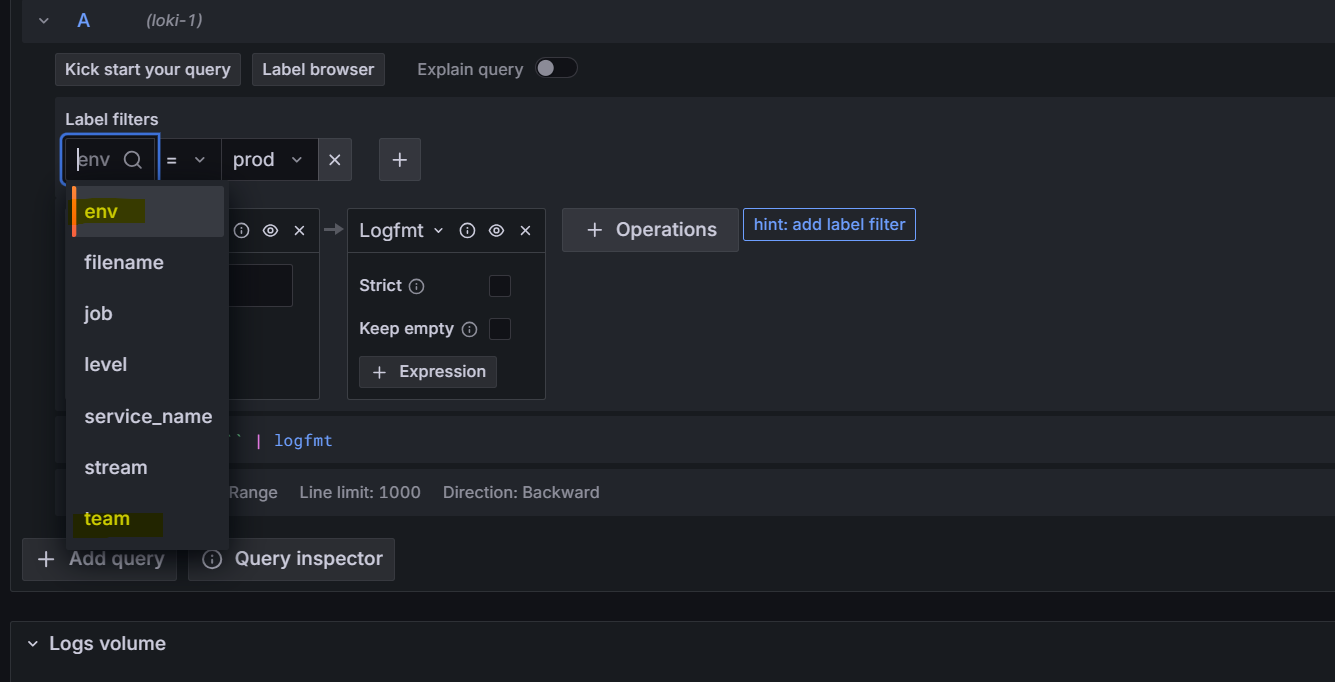 A (loki-1)
Kick start your query Label browser Explain query
Label filters
env = prod
env
filename
job
level
service_name
stream
team
Logfmt
+ Operations
hint: add label filter
Strict
Keep empty
+ Expression
`` | logfmt
Range Line limit: 1000 Direction: Backward
+ Add query Query inspector
Logs volume